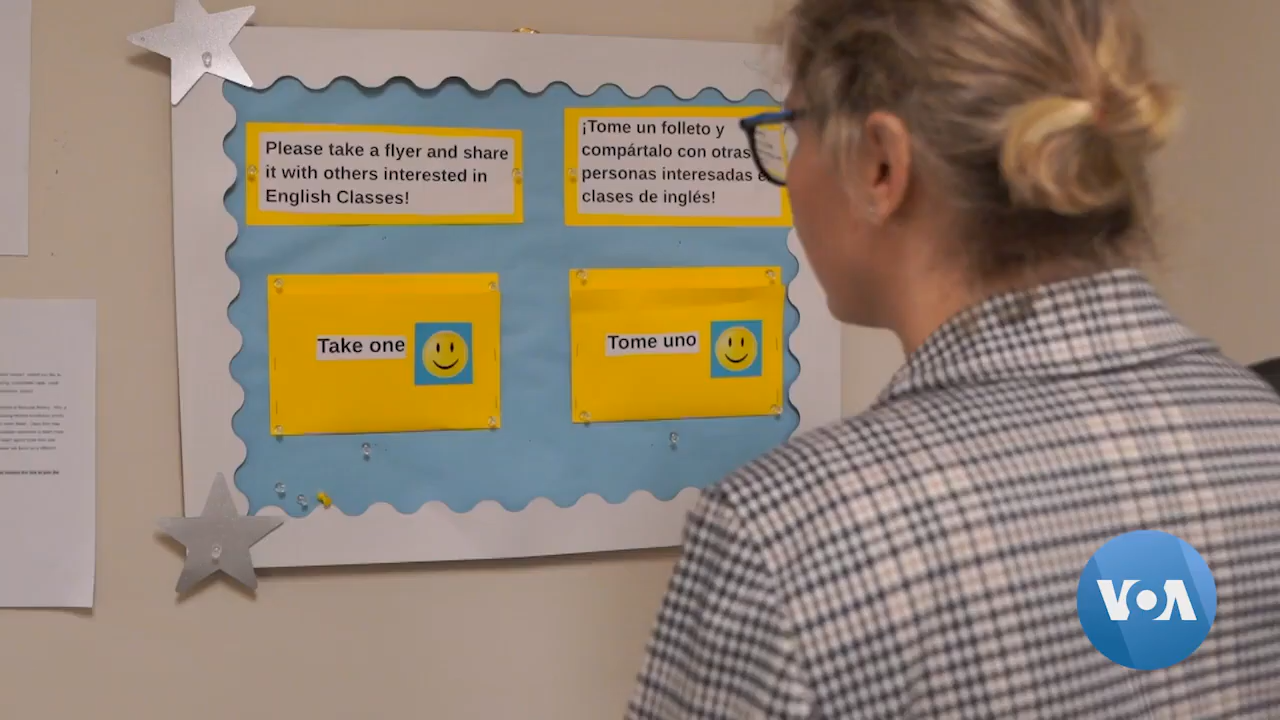 Please take a flyer and share
it with others interested in
English Classes!
¡Tome un folleto y
compártalo con otras
personas interesadas e
clases de inglés!
Take one
Tome uno
VOA